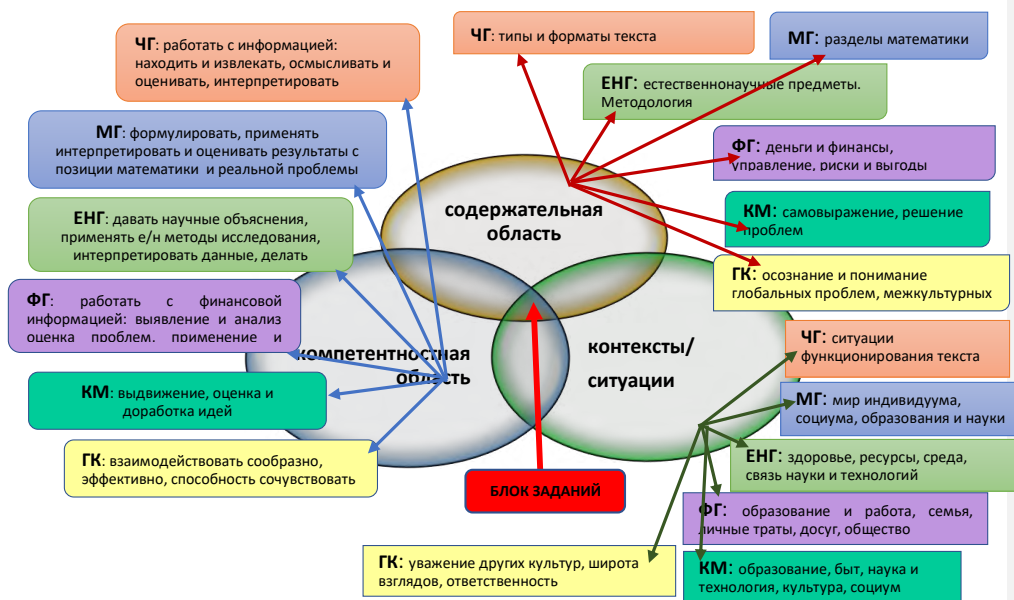 ЧГ: работать с информацией:
находить и извлекать, осмысливать и
оценивать, интерпретировать
МГ: формулировать, применять
интерпретировать и оценивать результаты с
позиции математики и реальной проблемы
ЕНГ: давать научные объяснения,
применять е/н методы исследования,
интерпретировать данные, делать
ФГ: работать с финансовой
информацией: выявление и анализ
оценка проблем, применение и
КМ: выдвижение, оценка и
доработка идей
ГК: взаимодействовать сообразно,
эффективно, способность сочувствовать
ЧГ: типы и форматы текста
МГ: разделы математики
ЕНГ: естественнонаучные предметы.
Методология
ФГ: деньги и финансы,
управление, риски и выгоды
КМ: самовыражение, решение
проблем
ГК: осознание и понимание
глобальных проблем, межкультурных
содержательная
область
компетентностная
область
контексты/
ситуации
БЛОК ЗАДАНИЙ
ЧГ: ситуации
функционирования текста
МГ: мир индивидуума,
социума, образования и науки
ЕНГ: здоровье, ресурсы, среда,
связь науки и технологий
ФГ: образование и работа, семья,
личные траты, досуг, общество
КМ: образование, быт, наука и
технология, культура, социум
ГК: уважение других культур, широта
взглядов, ответственность